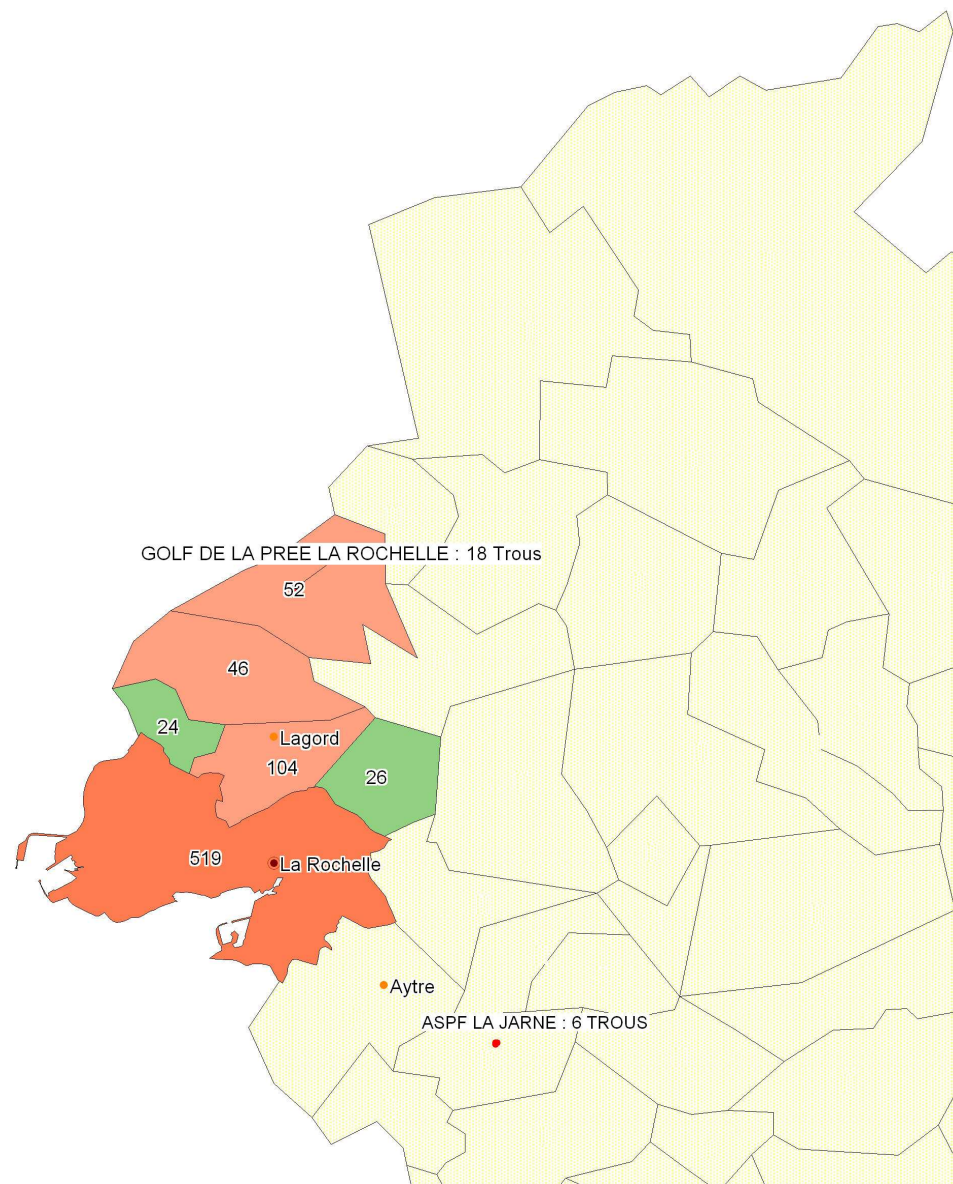 GOLF DE LA PREE LA ROCHELLE : 18 Trous
52
46
24
Lagord
104
26
519
La Rochelle
Aytre
ASPF LA JARNE : 6 TROUS